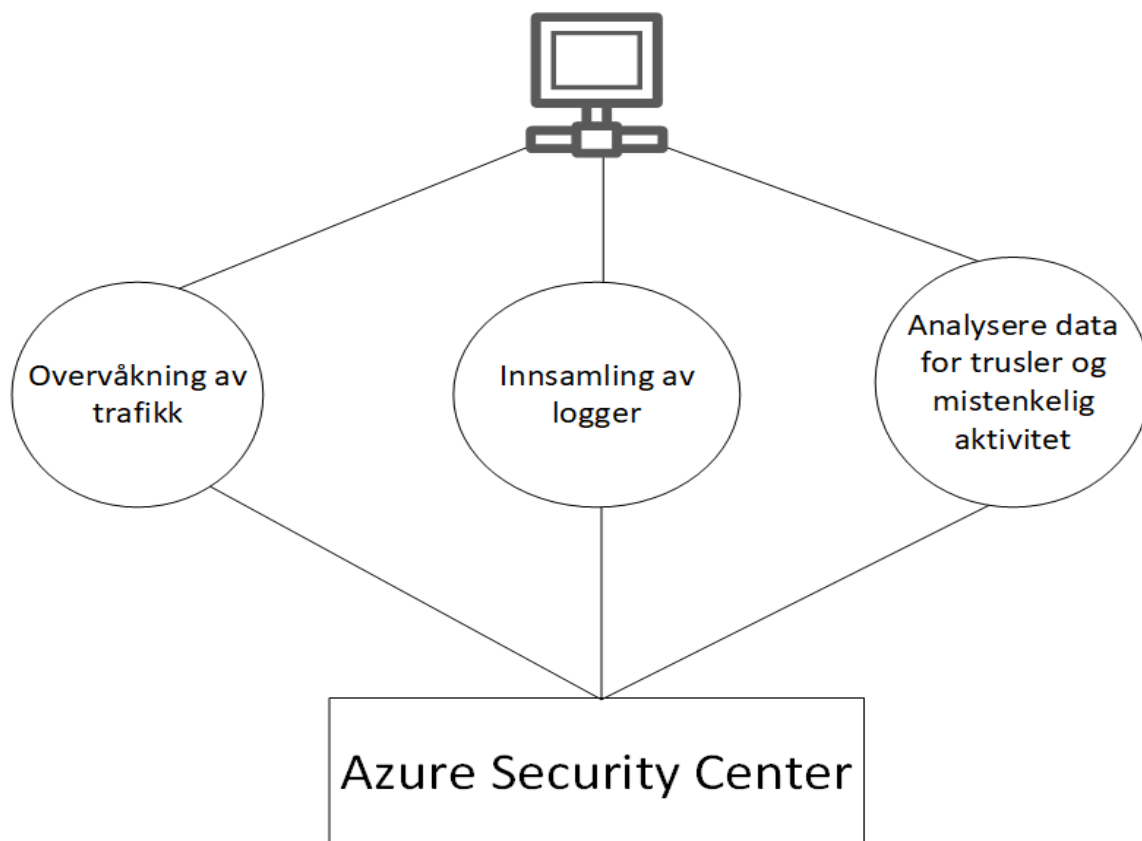 Overvåkning av
trafikk
Innsamling av
logger
Analysere data
for trusler og
mistenkelig
aktivitet
Azure Security Center